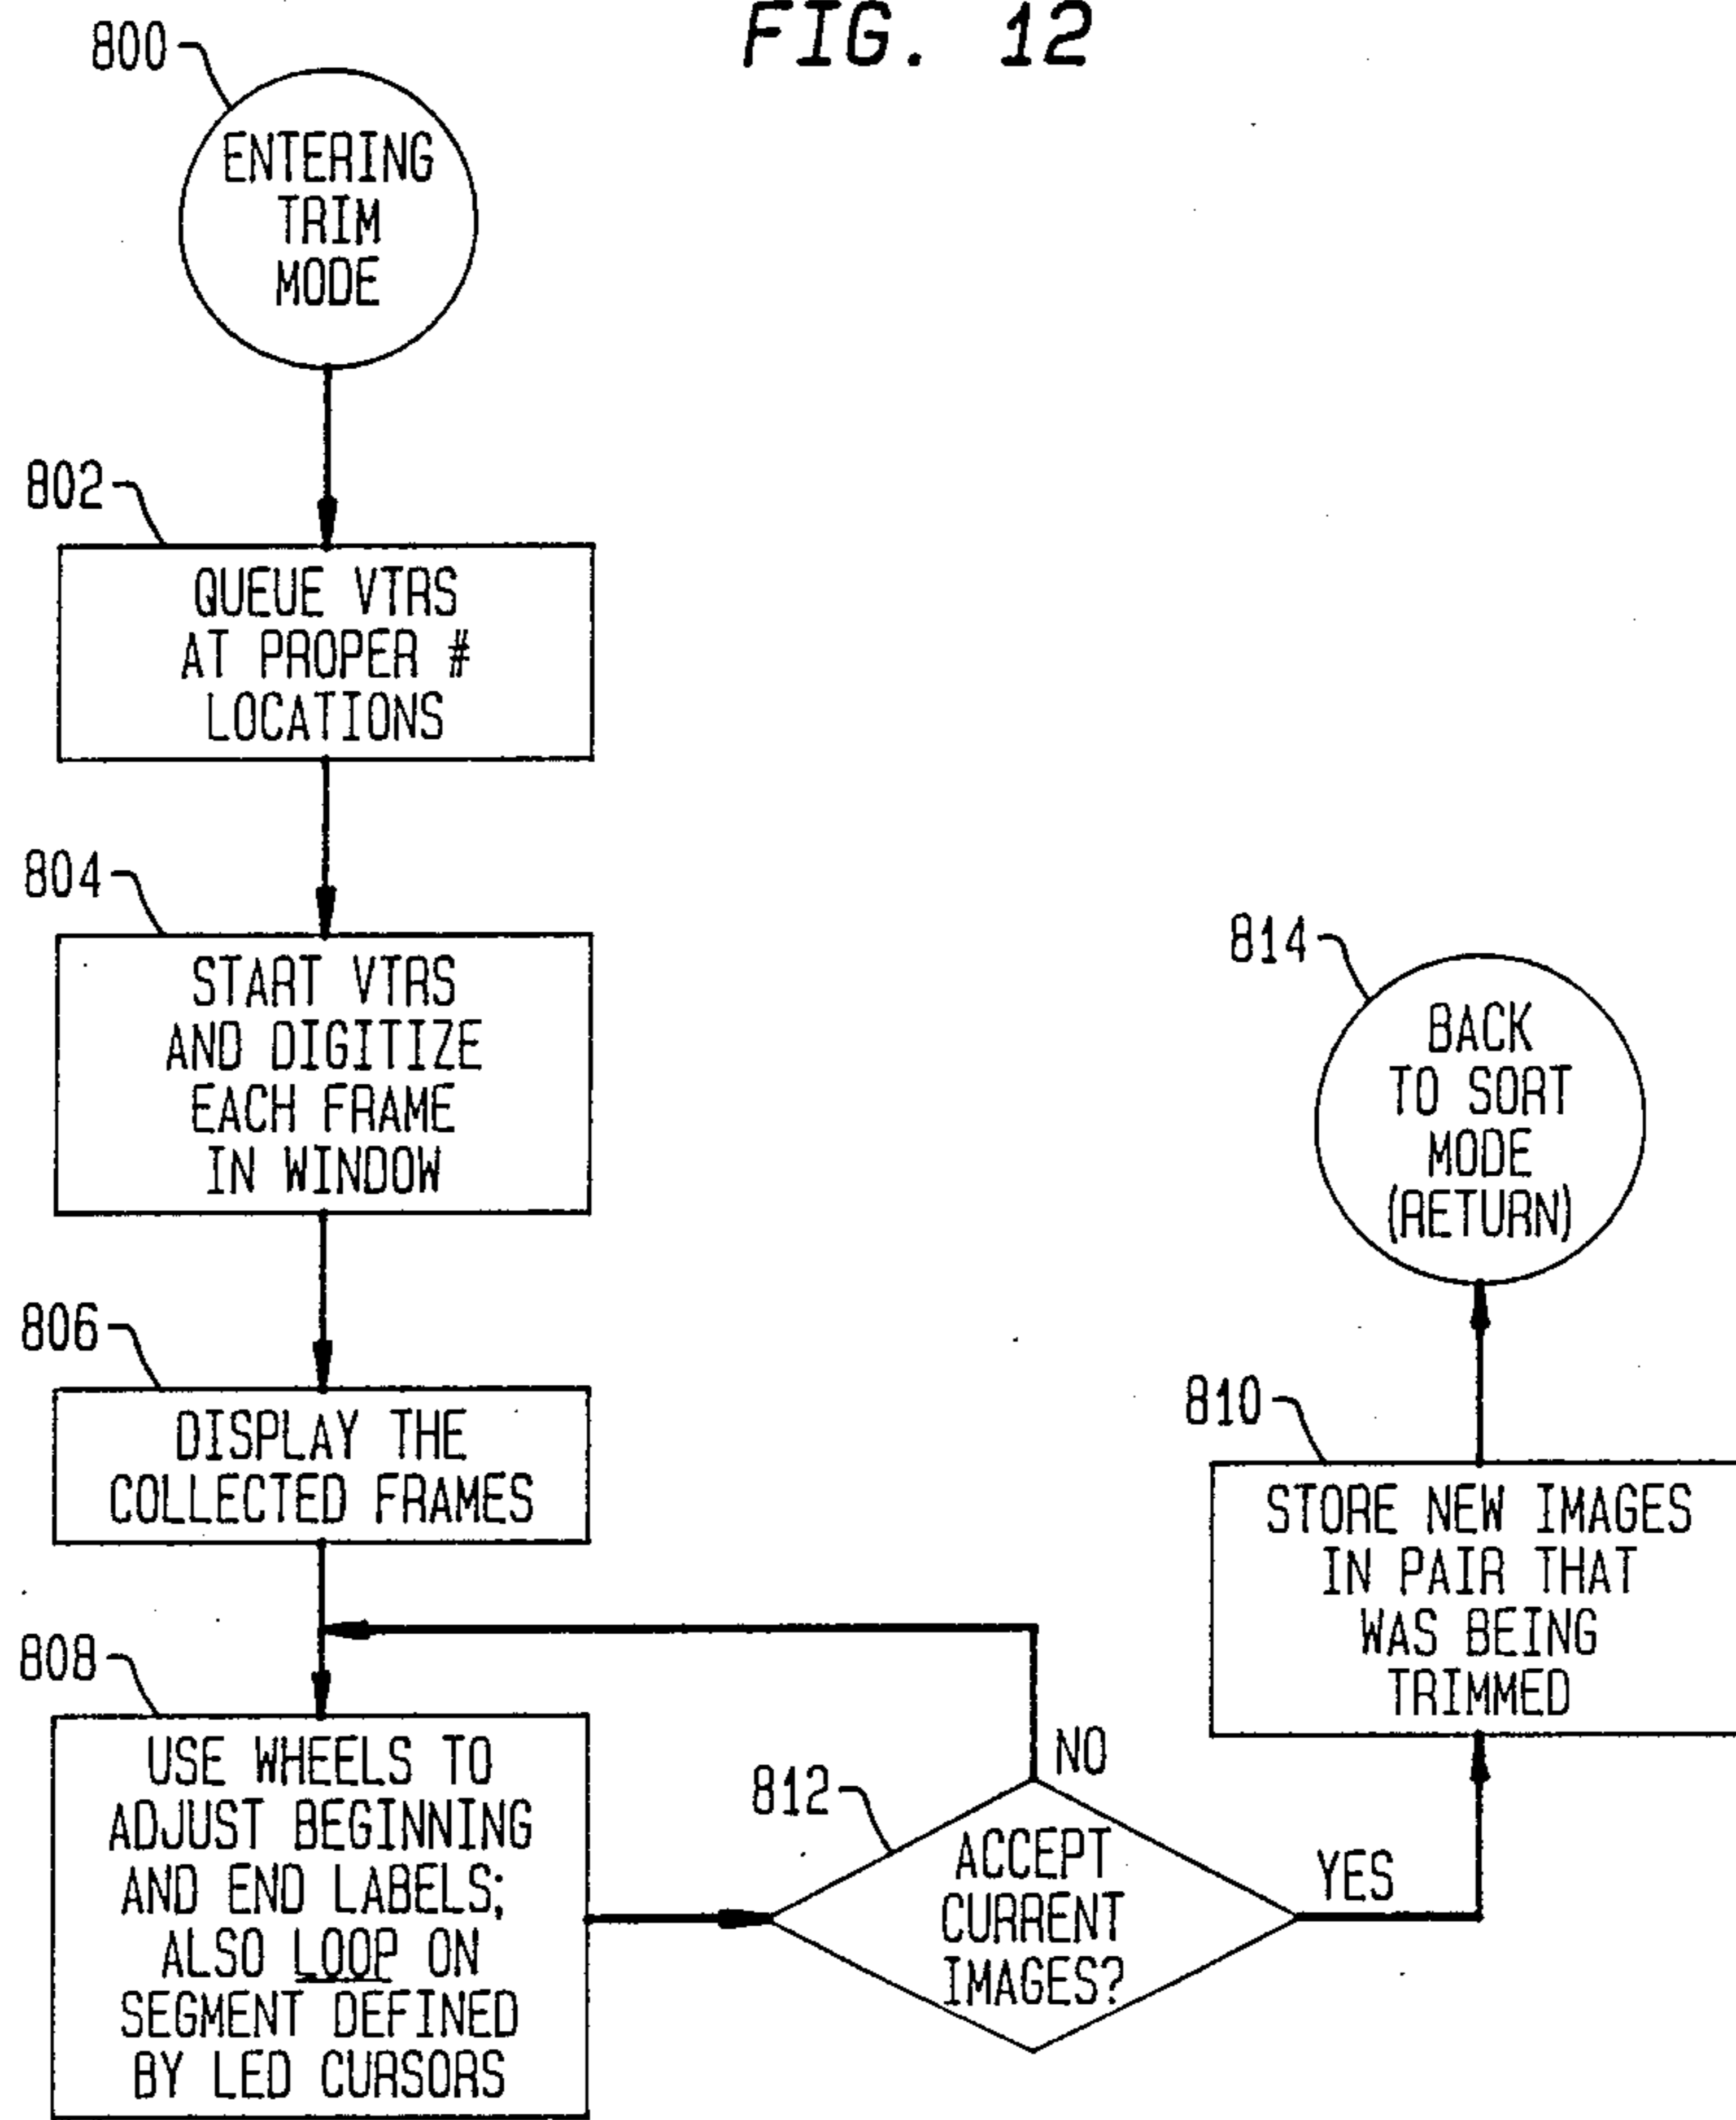 FIG. 12
800
ENTERING
TRIM
MODE
802
QUEUE VTRS
AT PROPER #
LOCATIONS
804
START VTRS
AND DIGITIZE
EACH FRAME
IN WINDOW
806
DISPLAY THE
COLLECTED FRAMES
808
USE WHEELS TO
ADJUST BEGINNING
AND END LABELS;
ALSO LOOP ON
SEGMENT DEFINED
BY LED CURSORS
812
ACCEPT
CURRENT
IMAGES?
NO
YES
810
STORE NEW IMAGES
IN PAIR THAT
WAS BEING
TRIMMED
814
BACK
TO SORT
MODE
(RETURN)